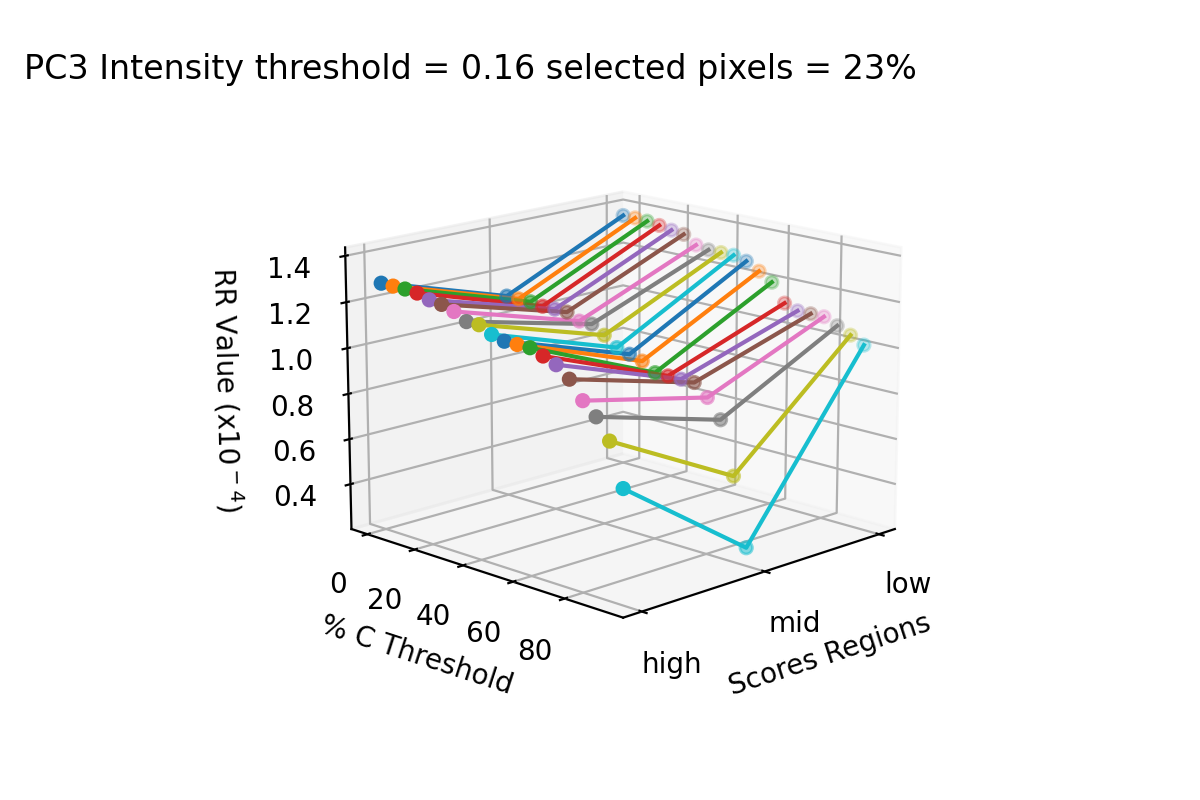 PC3 Intensity threshold = 0.16 selected pixels = 23%
1.4
1.2
1.0
0.8
0.6
0.4
RR Value (x10⁻⁴)
0
20
40
60
80
% C Threshold
high
mid
low
Scores Regions